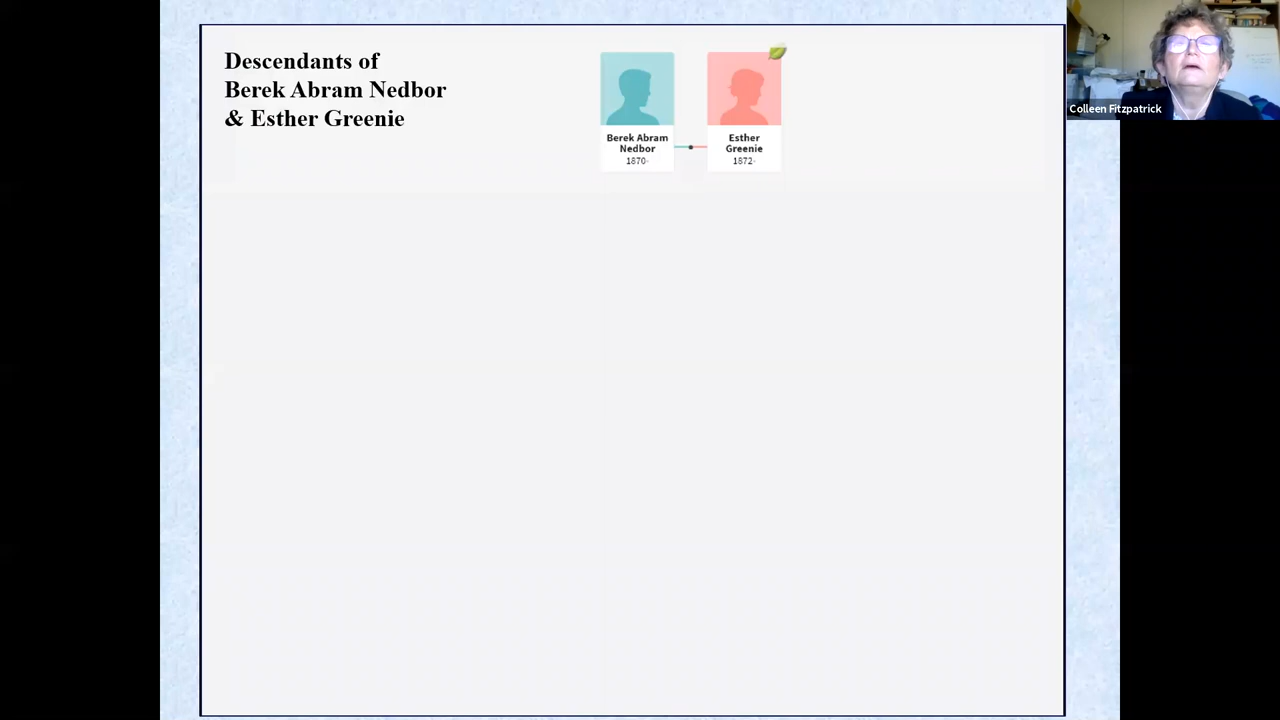 Descendants of
Berek Abram Nedbor
& Esther Greenie
Berek Abram
Nedbor
1870-
Esther
Greenie
1872-
Colleen Fitzpatrick